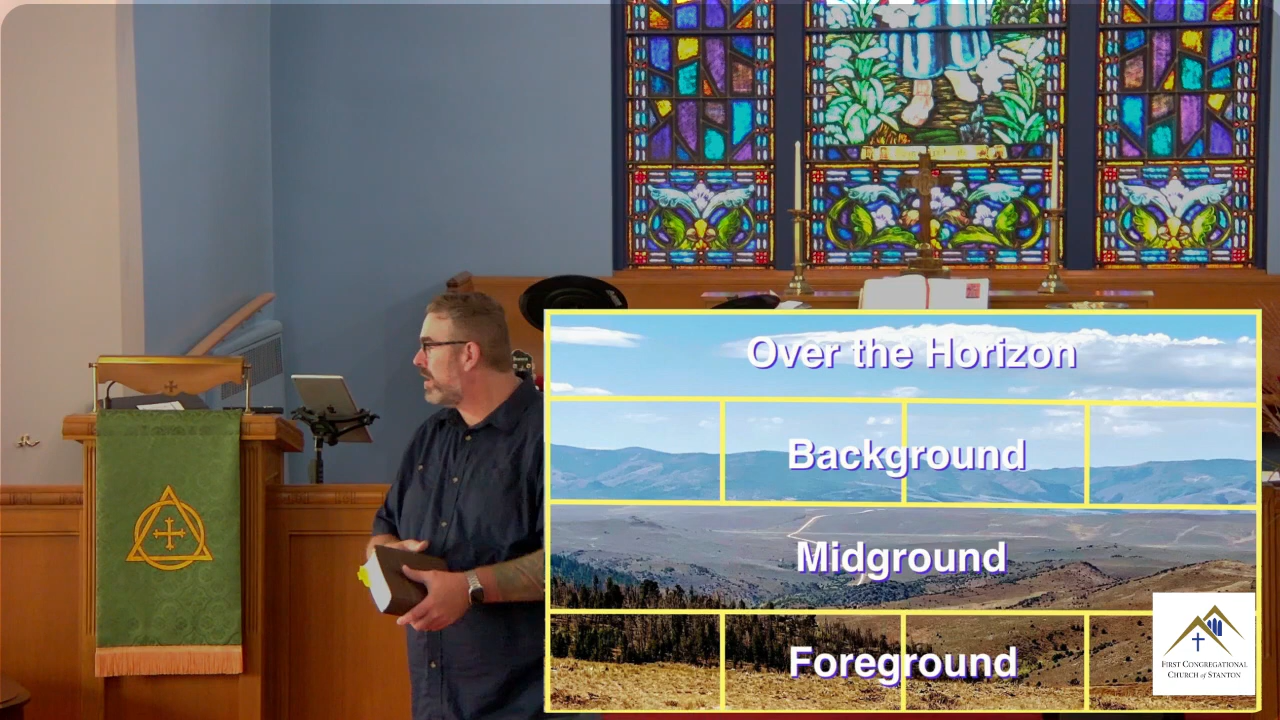 Over the Horizon
Background
Midground
Foreground
FIRST CONGREGATIONAL
CHURCH of STANTON